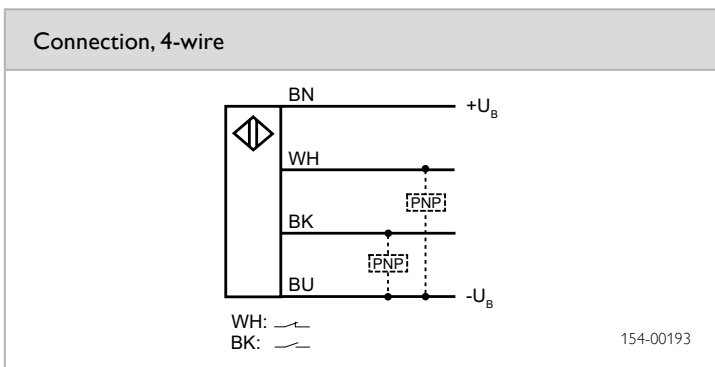 Connection, 4-wire
BN
+U_B
WH
PNP
BK
PNP
BU
-U_B
WH:
BK:
154-00193